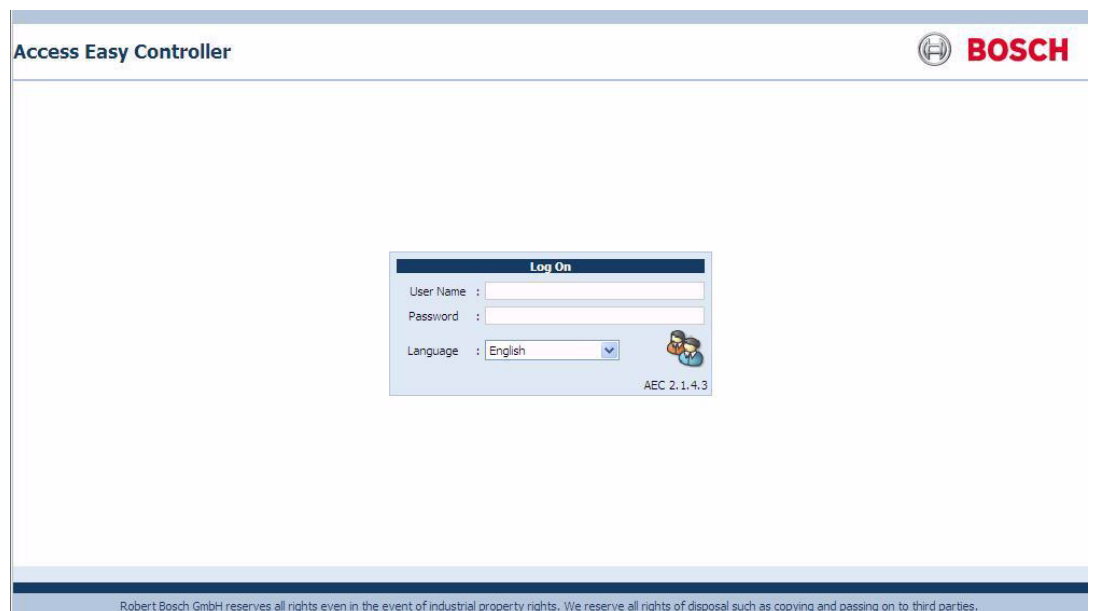 Access Easy Controller
BOSCH
Log On
User Name :
Password :
Language : English
AEC 2.1.4.3
Robert Bosch GmbH reserves all rights even in the event of industrial property rights. We reserve all rights of disposal such as copying and passing on to third parties.